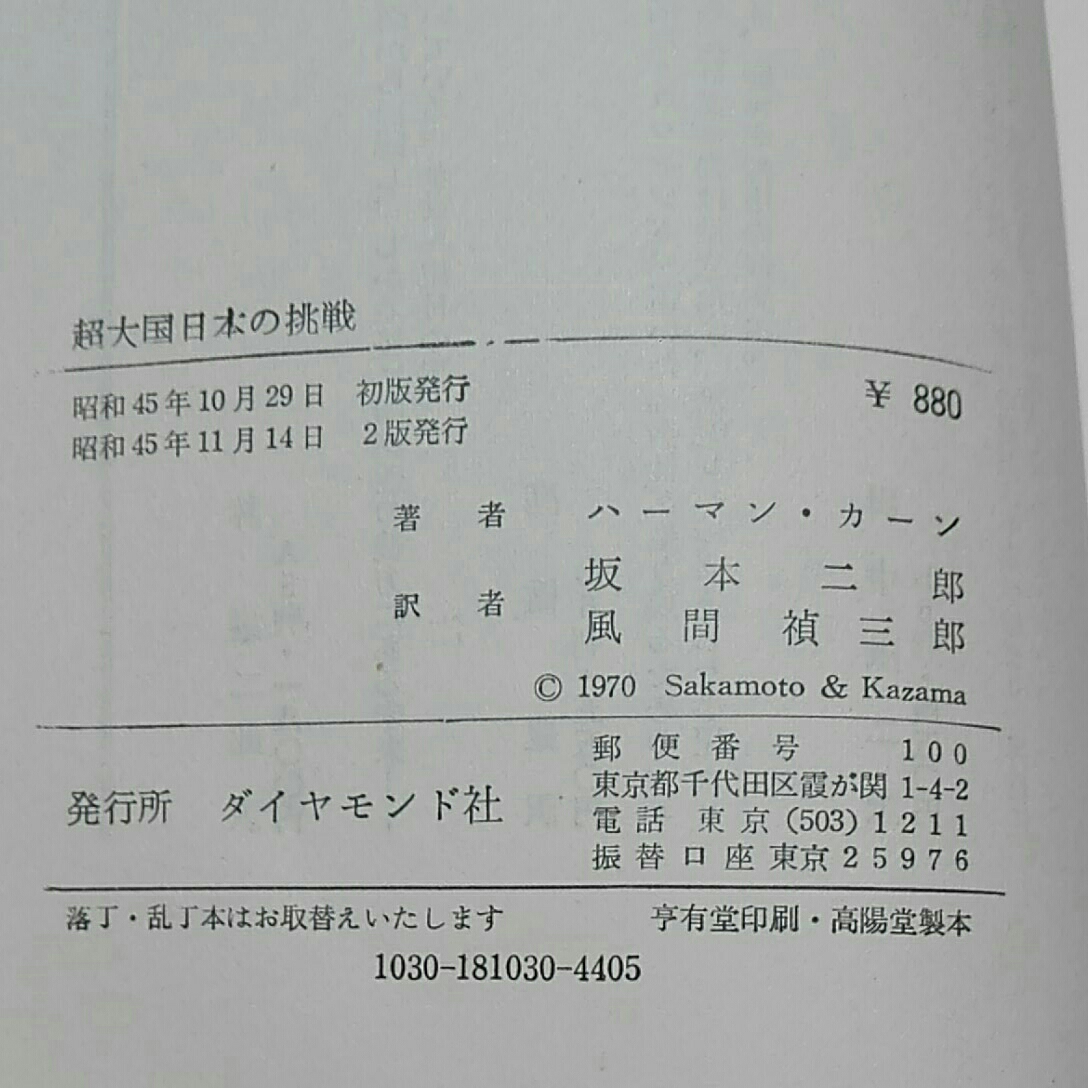 超大国日本の挑戦
昭和45年10月29日 初版発行
昭和45年11月14日 2版発行
¥ 880
著者 ハーマン・カーン
訳者 坂本二郎
風間禎三郎
© 1970 Sakamoto & Kazama
発行所 ダイヤモンド社
郵便番号 100
東京都千代田区霞が関 1-4-2
電話 東京 (503) 1211
振替口座 東京 25976
落丁・乱丁本はお取替えいたします
亨有堂印刷・高陽堂製本
1030-181030-4405